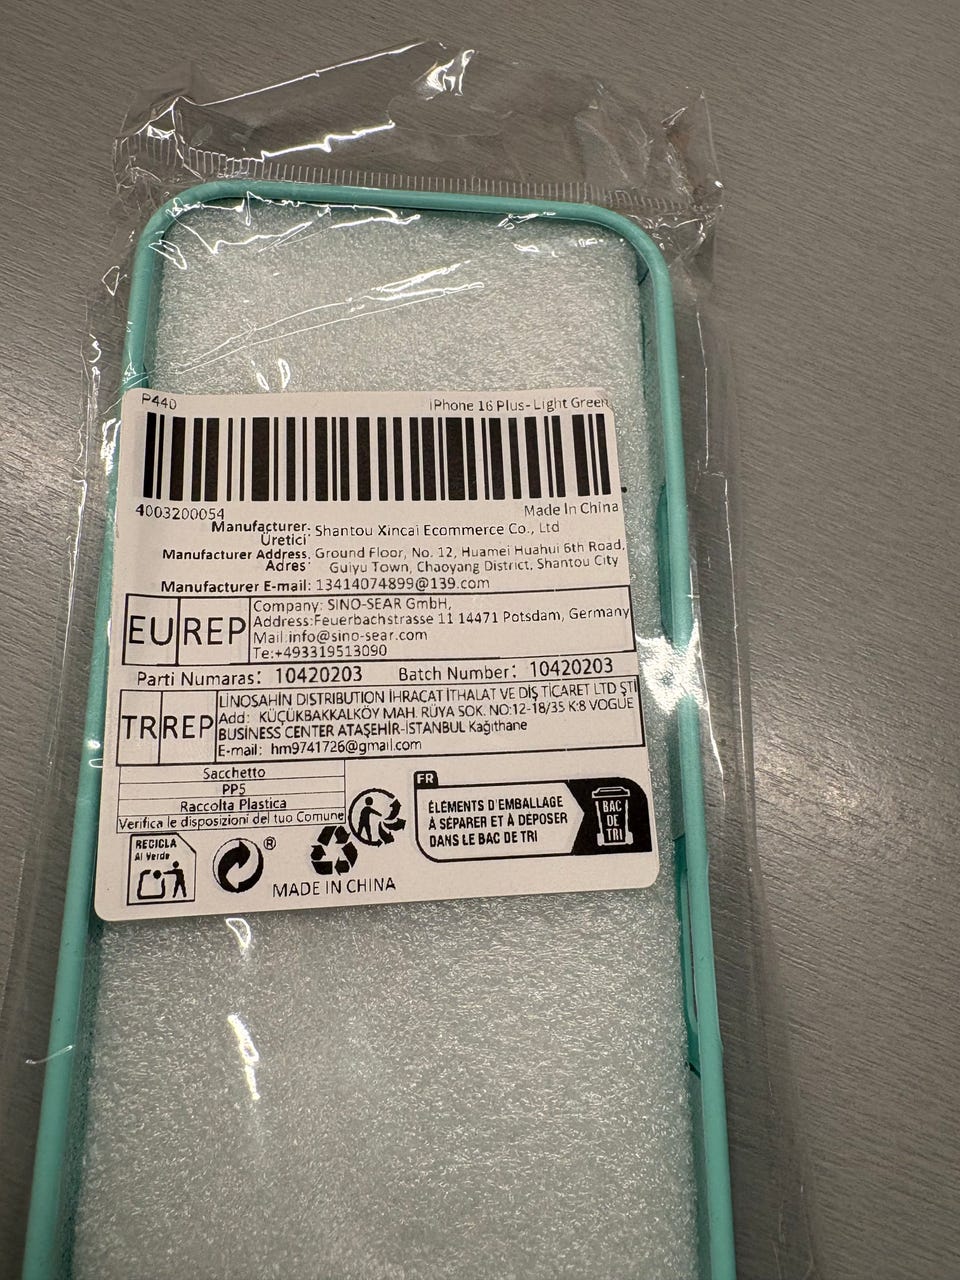 P440 iPhone 16 Plus- Light Green
4003200054 Made In China
Manufacturer: Shantou Xincai Ecommerce Co., Ltd
Üretici:
Manufacturer Address. Ground Floor, No. 12, Huamei Huahui 6th Road,
Adres: Guiyu Town, Chaoyang District, Shantou City
Manufacturer E-mail: 13414074899@139.com
EU REP
Company: SINO-SEAR GmbH,
Address:Feuerbachstrasse 11 14471 Potsdam, Germany
Mail:info@sino-sear.com
Te:+493319513090
Parti Numaras: 10420203 Batch Number: 10420203
TR REP
LİNOSAHİN DISTRIBUTION İHRAÇAT İTHALAT VE DIŞ TİCARET LTD ŞTİ
Add: KÜÇÜKBAKKALKÖY MAH. RÜYA SOK. NO:12-18/35 K:8 VOGUE
BUSINESS CENTER ATAŞEHİR-İSTANBUL Kağıthane
E-mail: hm9741726@gmail.com
Sacchetto
PP5
Raccolta Plastica
Verifica le disposizioni del tuo Comune
RECICLA
Al Verde
®
MADE IN CHINA
FR
ÉLÉMENTS D'EMBALLAGE
À SÉPARER ET À DÉPOSER
DANS LE BAC DE TRI
BAC
DE
TRI